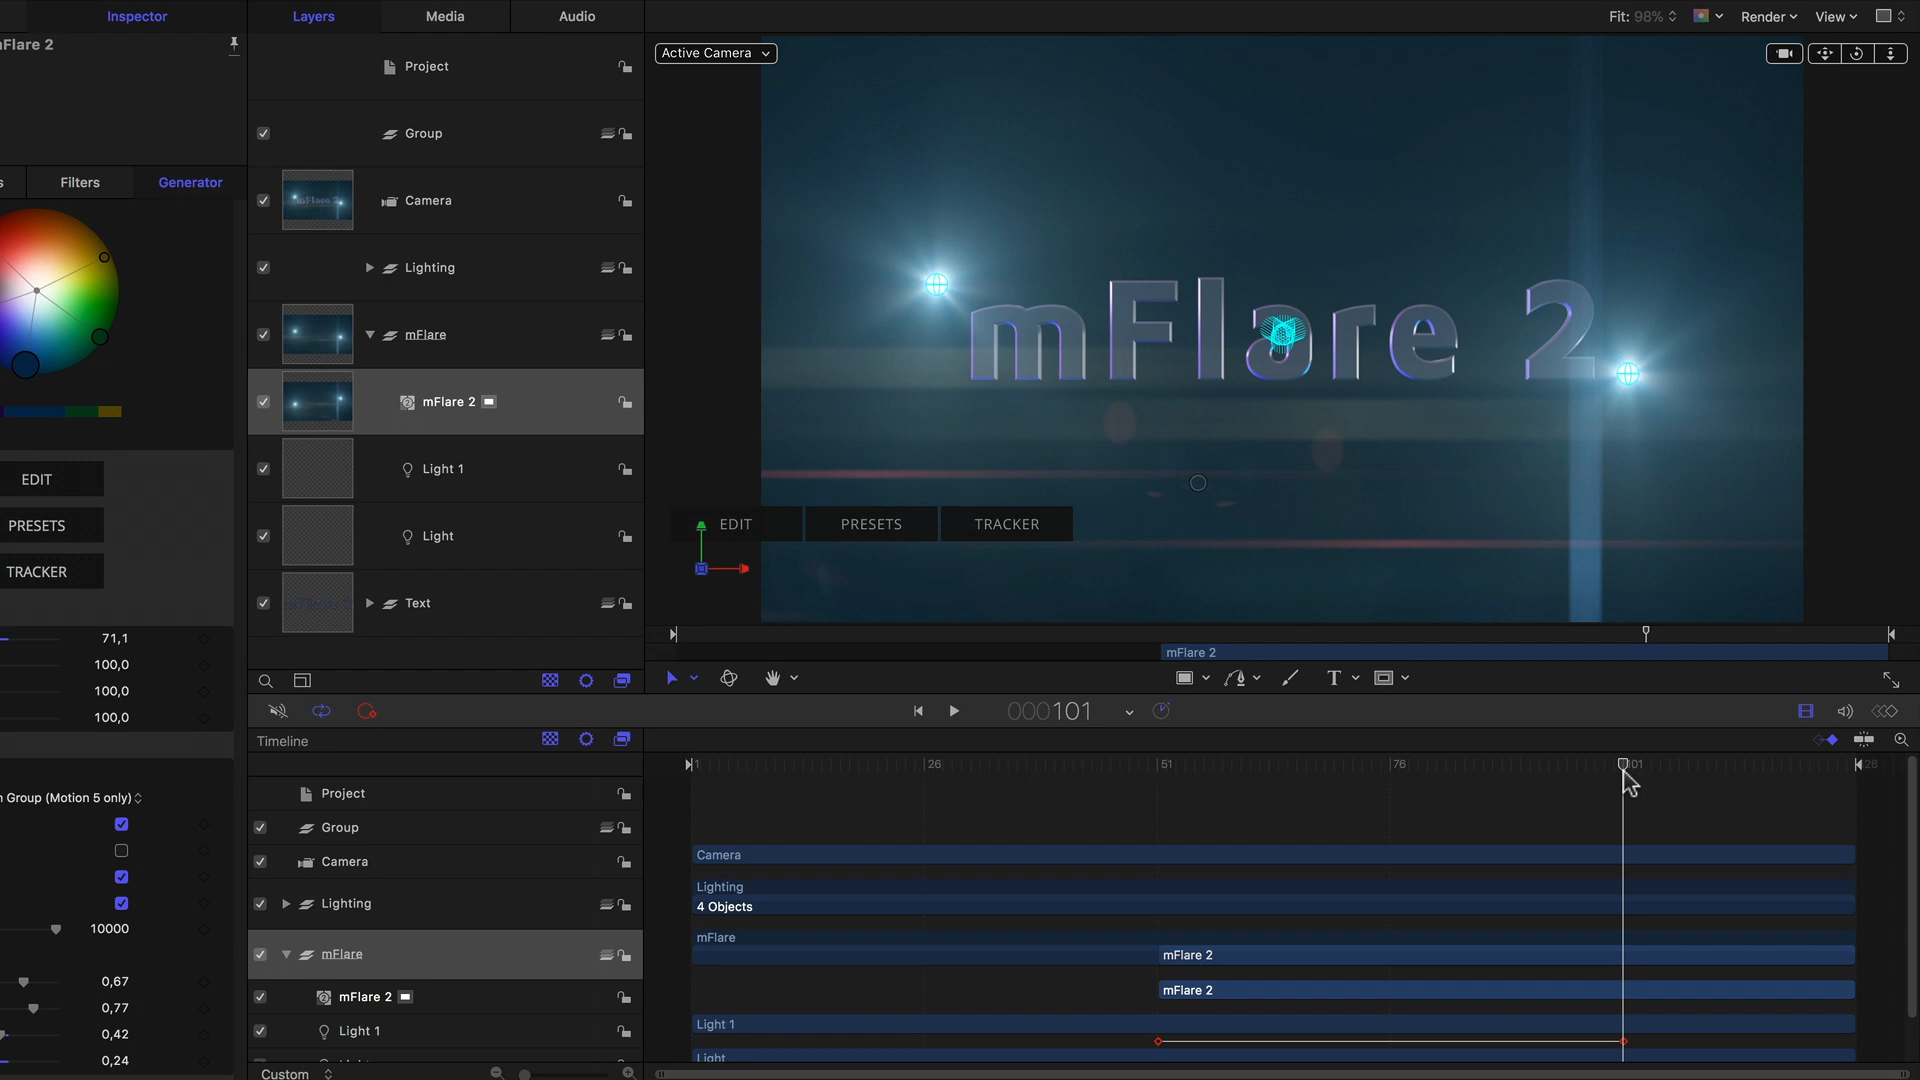 Inspector
Layers
Media
Audio
Fit: 98%
Render
View
mFlare 2
Project
Active Camera
Group
Filters
Generator
Camera
Lighting
mFlare
mFlare 2
mFlare 2
Light 1
EDIT
PRESETS
TRACKER
Light
EDIT
PRESETS
TRACKER
Text
71,1
100,0
100,0
100,0
mFlare 2
T
000101
Timeline
1
26
51
76
101
126
Project
n Group (Motion 5 only)
Group
Camera
Camera
Lighting
Lighting
4 Objects
10000
mFlare
mFlare
mFlare 2
0,67
mFlare 2
mFlare 2
0,77
Light 1
Light 1
0,42
Light
0,24
Custom